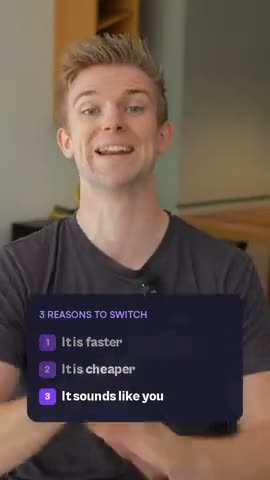 3 REASONS TO SWITCH
1 It is faster
2 It is cheaper
3 It sounds like you